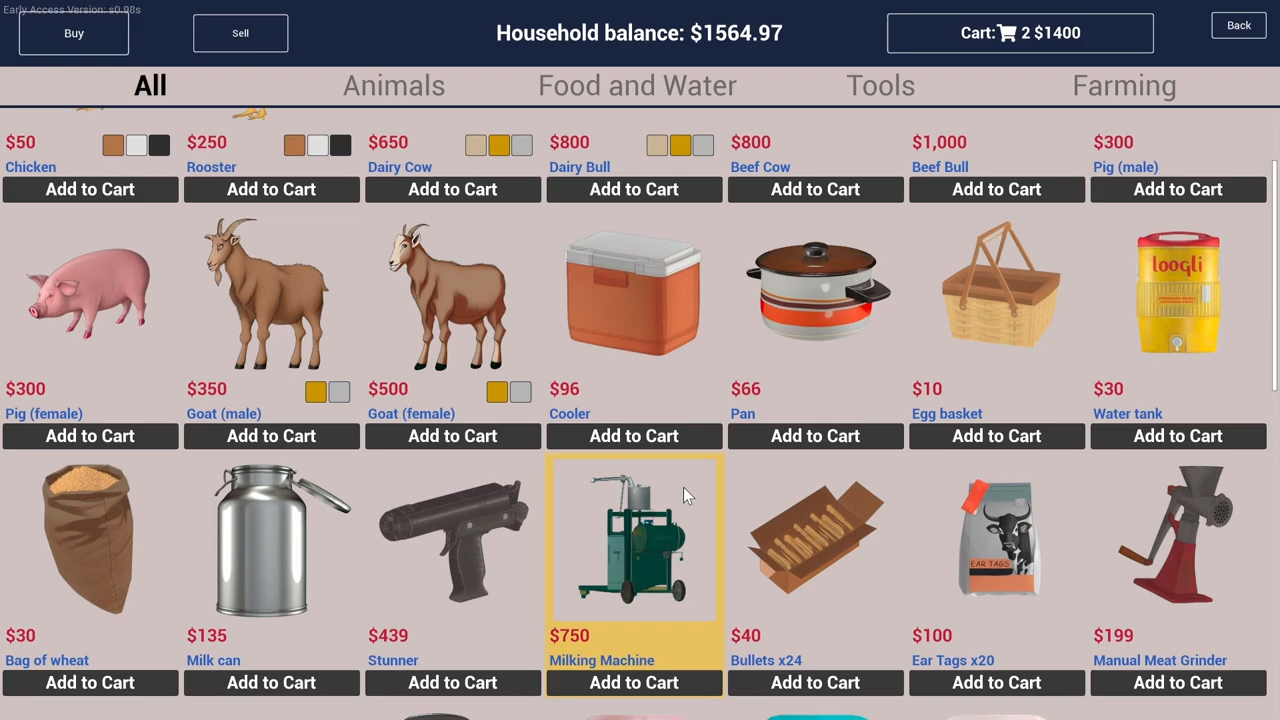 Early Access Version: s0.98s
Buy
Sell
Household balance: $1564.97
Cart: 2 $1400
Back
All
Animals
Food and Water
Tools
Farming
$50
$250
$650
$800
$800
$1,000
$300
Chicken
Rooster
Dairy Cow
Dairy Bull
Beef Cow
Beef Bull
Pig (male)
Add to Cart
Add to Cart
Add to Cart
Add to Cart
Add to Cart
Add to Cart
Add to Cart
loogli
$300
$350
$500
$96
$66
$10
$30
Pig (female)
Goat (male)
Goat (female)
Cooler
Pan
Egg basket
Water tank
Add to Cart
Add to Cart
Add to Cart
Add to Cart
Add to Cart
Add to Cart
Add to Cart
EAR TAGS
$30
$135
$439
$750
$40
$100
$199
Bag of wheat
Milk can
Stunner
Milking Machine
Bullets x24
Ear Tags x20
Manual Meat Grinder
Add to Cart
Add to Cart
Add to Cart
Add to Cart
Add to Cart
Add to Cart
Add to Cart